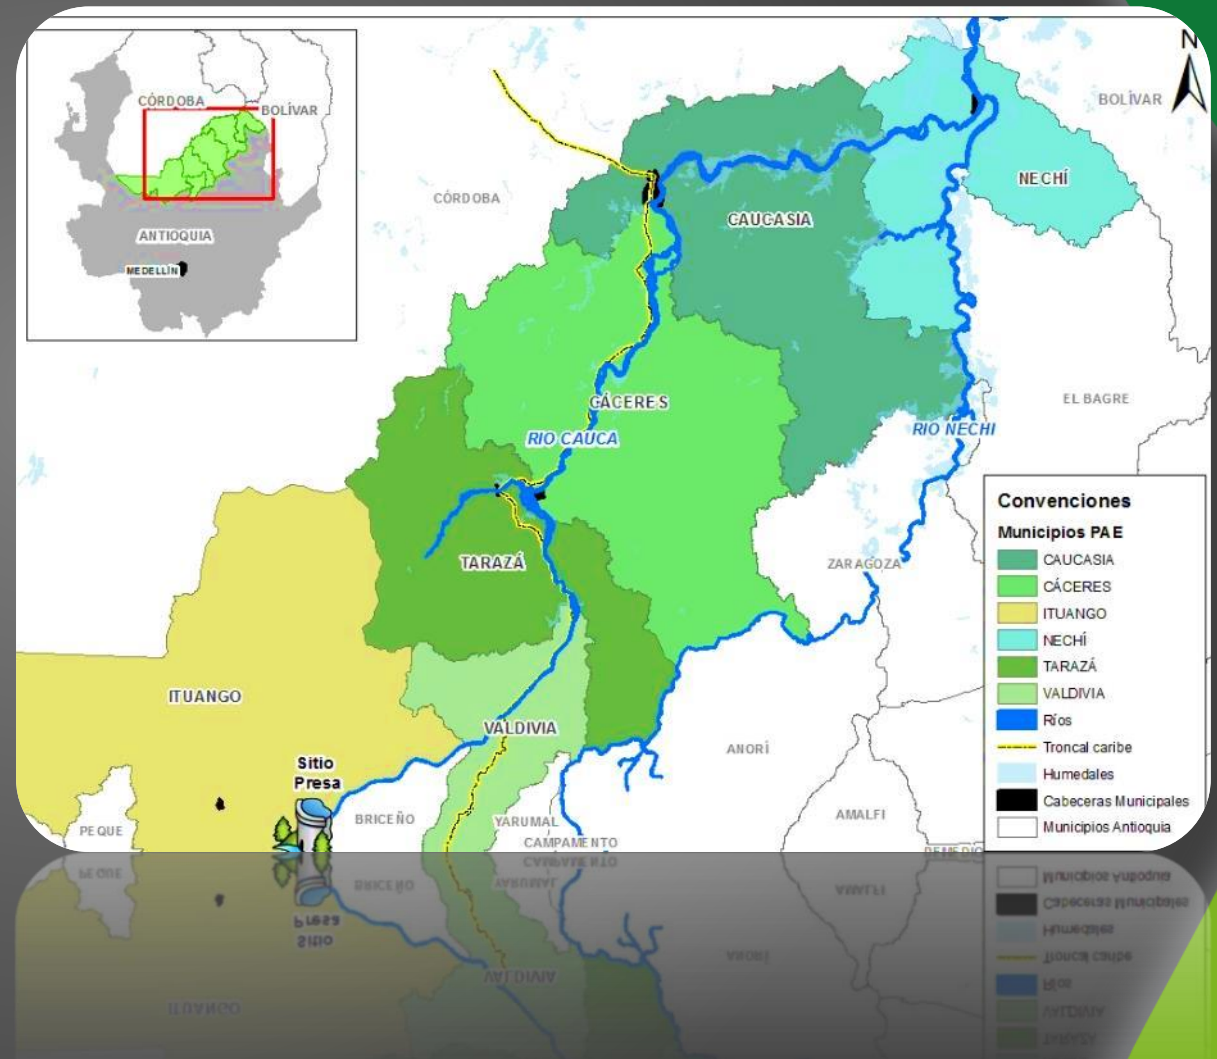 CÓRDOBA
BOLÍVAR
ANTIOQUIA
MEDELLÍN
N
BOLÍVAR
NECHÍ
CÓRDOBA
CAUCASIA
CÁCERES
RIO CAUCA
EL BAGRE
RIO NECHI
TARAZÁ
ZARAGOZA
ITUANGO
VALDIVIA
ANORÍ
Sitio
Presa
PEQUE
BRICEÑO
YARUMAL
CAMPAMENTO
AMALFI
Convenciones
Municipios PAE
CAUCASIA
CÁCERES
ITUANGO
NECHÍ
TARAZÁ
VALDIVIA
Ríos
Troncal caribe
Humedales
Cabeceras Municipales
Municipios Antioquia